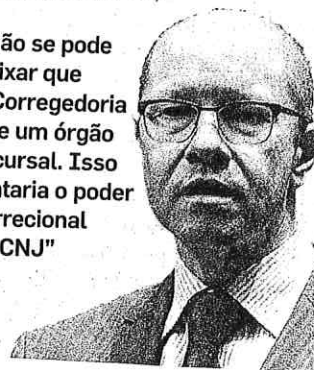 ão se pode
ixar que
Corregedoria
e um órgão
cursal. Isso
ntaria o poder
rrecional
CNJ"